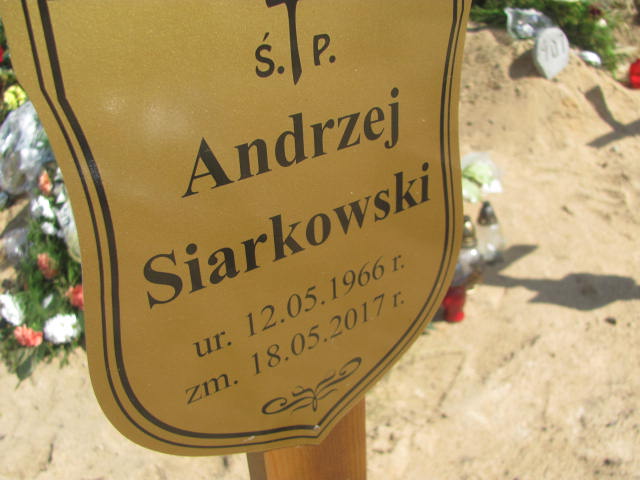 Ś. P.
Andrzej
Siarkowski
ur. 12.05.1966 r.
zm. 18.05.2017 r.